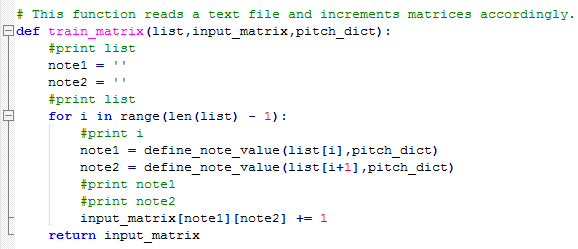 # This function reads a text file and increments matrices accordingly.
def train_matrix(list,input_matrix,pitch_dict):
    #print list
    note1 = ''
    note2 = ''
    #print list
    for i in range(len(list) - 1):
        #print i
        note1 = define_note_value(list[i],pitch_dict)
        note2 = define_note_value(list[i+1],pitch_dict)
        #print note1
        #print note2
        input_matrix[note1][note2] += 1
    return input_matrix